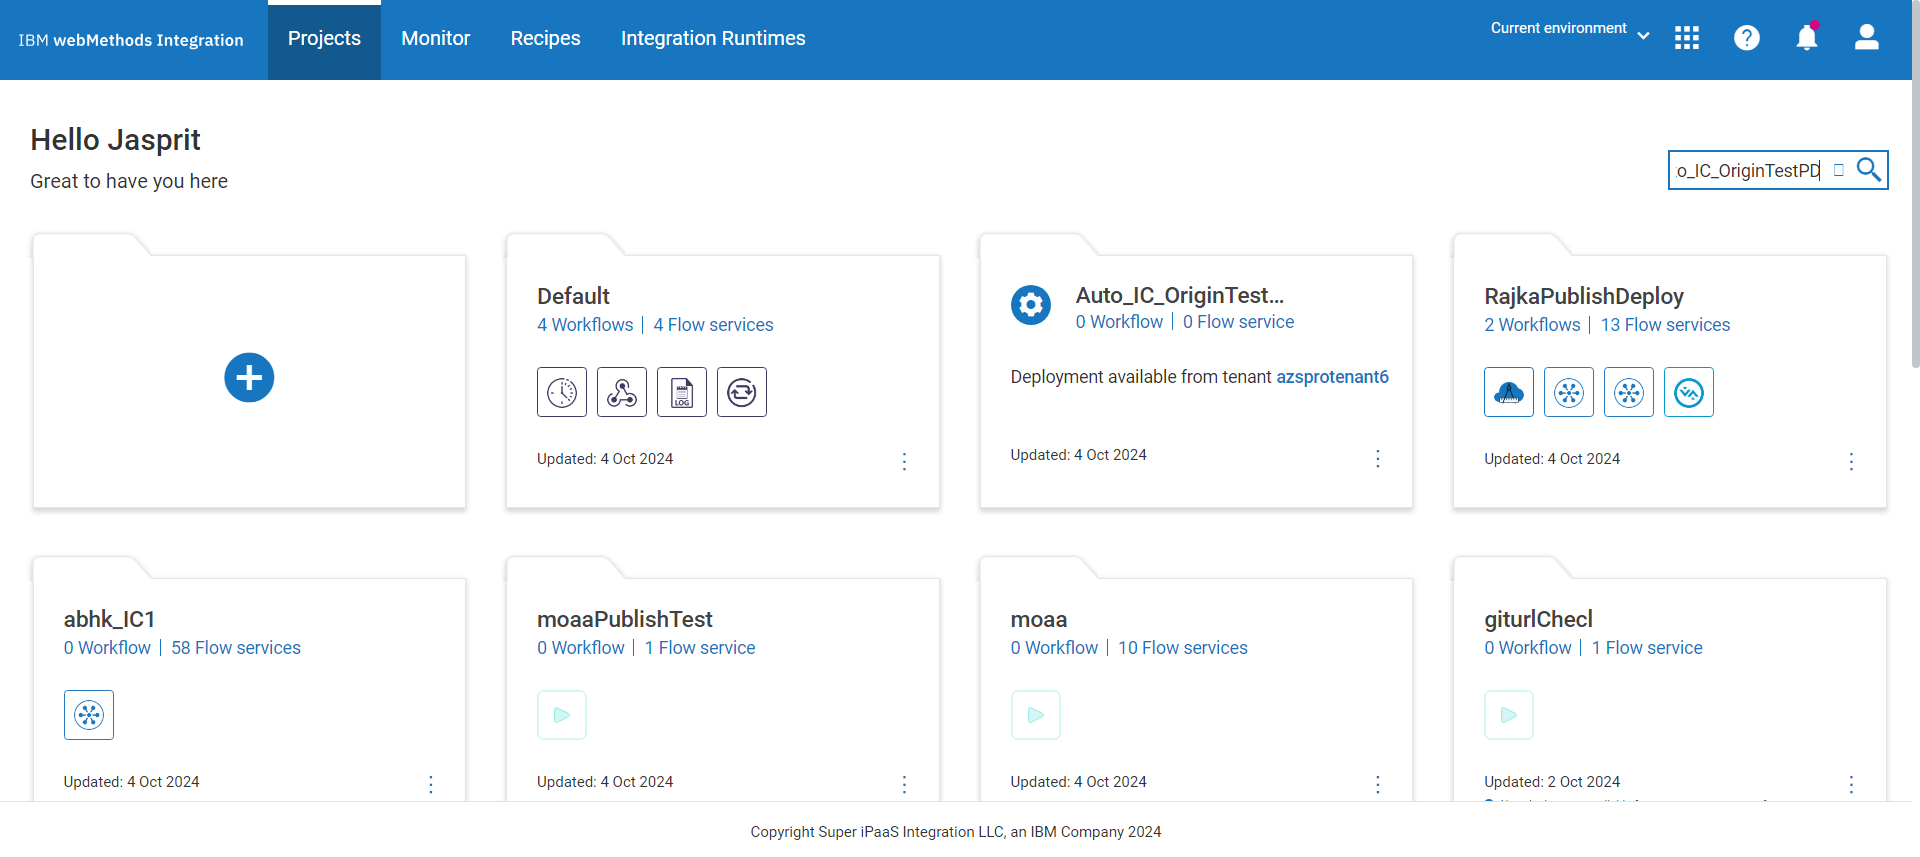 IBM webMethods Integration
Projects
Monitor
Recipes
Integration Runtimes
Current environment
Hello Jasprit
Great to have you here
o_IC_OriginTestPD
Default
4 Workflows | 4 Flow services
LOG
Updated: 4 Oct 2024
Auto_IC_OriginTest...
0 Workflow | 0 Flow service
Deployment available from tenant azsprotenant6
Updated: 4 Oct 2024
RajkaPublishDeploy
2 Workflows | 13 Flow services
Updated: 4 Oct 2024
abhk_IC1
0 Workflow | 58 Flow services
Updated: 4 Oct 2024
moaaPublishTest
0 Workflow | 1 Flow service
Updated: 4 Oct 2024
moaa
0 Workflow | 10 Flow services
Updated: 4 Oct 2024
giturlChecl
0 Workflow | 1 Flow service
Updated: 2 Oct 2024
Copyright Super iPaaS Integration LLC, an IBM Company 2024